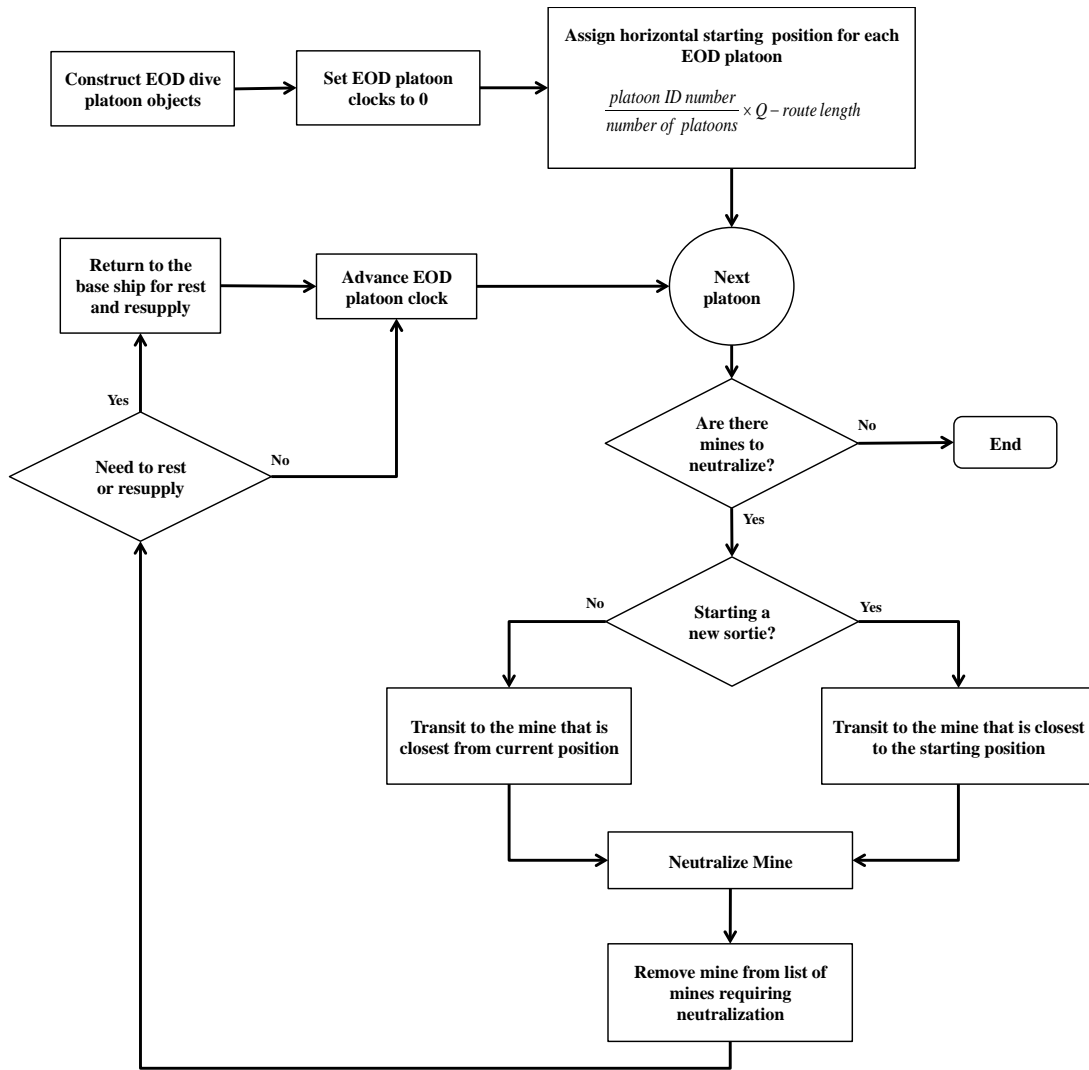 Construct EOD dive
platoon objects
Set EOD platoon
clocks to 0
Assign horizontal starting position for each
EOD platoon
platoon ID number
number of platoons
× Q – route length
Return to the
base ship for rest
and resupply
Advance EOD
platoon clock
Next
platoon
Yes
Need to rest
or resupply
No
Are there
mines to
neutralize?
No
End
Yes
No
Starting a
new sortie?
Yes
Transit to the mine that is
closest from current position
Transit to the mine that is closest
to the starting position
Neutralize Mine
Remove mine from list of
mines requiring
neutralization